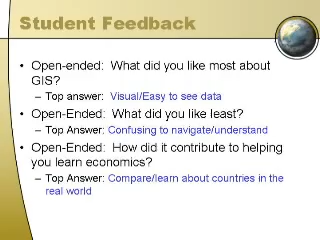 Student Feedback
• Open-ended: What did you like most about
GIS?
– Top answer: Visual/Easy to see data
• Open-Ended: What did you like least?
– Top Answer: Confusing to navigate/understand
• Open-Ended: How did it contribute to helping
you learn economics?
– Top Answer: Compare/learn about countries in the
real world